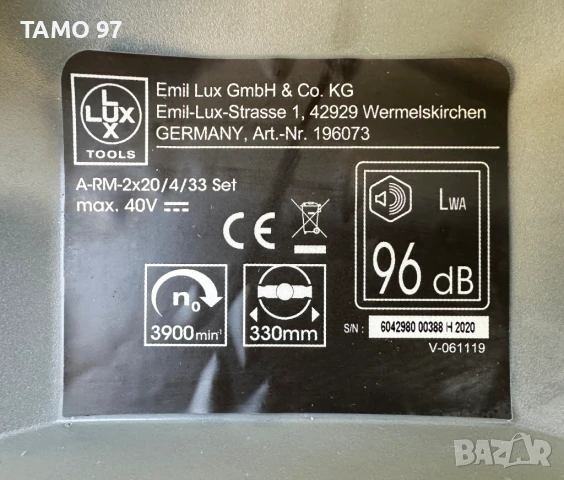 TAMO 97
LUX
LUX
TOOLS
Emil Lux GmbH & Co. KG
Emil-Lux-Strasse 1, 42929 Wermelskirchen
GERMANY, Art.-Nr. 196073
A-RM-2x20/4/33 Set
max. 40V
CE
LWA
96 dB
n0
3900min-1
330mm
S/N : 6042980 00388 H 2020
V-061119
BAZAR